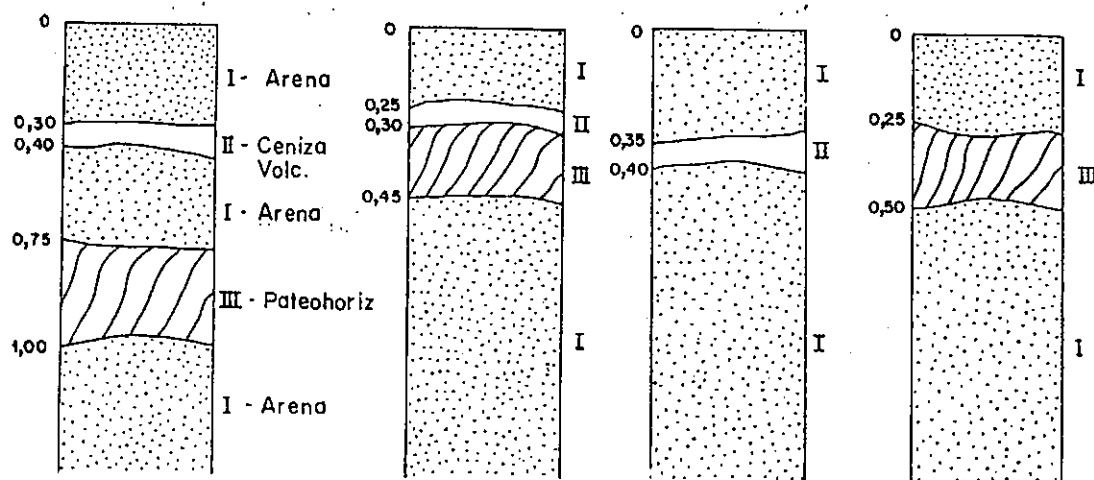 0
I - Arena
0,30
0,40
II - Ceniza
Volc.
I - Arena
0,75
III - Pateohoriz
1,00
I - Arena
0
I
0,25
II
0,30
III
0,45
I
0
I
0,35
II
0,40
I
0
I
0,25
III
0,50
I